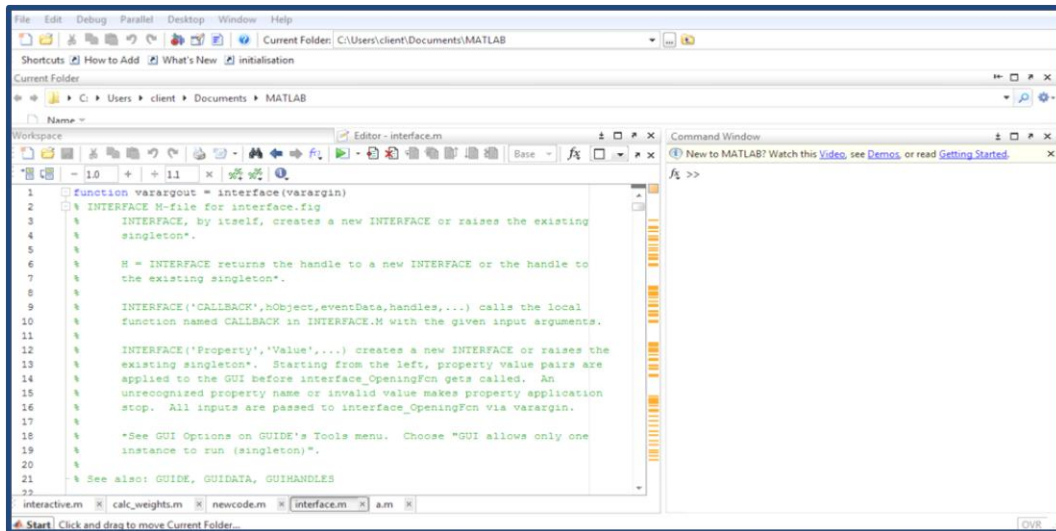 File Edit Debug Parallel Desktop Window Help
Current Folder: C:\Users\client\Documents\MATLAB
Shortcuts How to Add What's New initialisation
Current Folder
C: Users client Documents MATLAB
Name
Workspace
Editor - interface.m
Base
- 1.0 + ÷ 1.1 ×
1 function varargout = interface(varargin)
2 % INTERFACE M-file for interface.fig
3 % INTERFACE, by itself, creates a new INTERFACE or raises the existing
4 % singleton*.
5 %
6 % H = INTERFACE returns the handle to a new INTERFACE or the handle to
7 % the existing singleton*.
8 %
9 % INTERFACE('CALLBACK',hObject,eventData,handles,...) calls the local
10 % function named CALLBACK in INTERFACE.M with the given input arguments.
11 %
12 % INTERFACE('Property','Value',...) creates a new INTERFACE or raises the
13 % existing singleton*. Starting from the left, property value pairs are
14 % applied to the GUI before interface_OpeningFcn gets called. An
15 % unrecognized property name or invalid value makes property application
16 % stop. All inputs are passed to interface_OpeningFcn via varargin.
17 %
18 % *See GUI Options on GUIDE's Tools menu. Choose "GUI allows only one
19 % instance to run (singleton)".
20 %
21 % See also: GUIDE, GUIDATA, GUIHANDLES
22
interactive.m calc_weights.m newcode.m interface.m a.m
Command Window
New to MATLAB? Watch this Video, see Demos, or read Getting Started.
fx >>
Start Click and drag to move Current Folder...
OVR